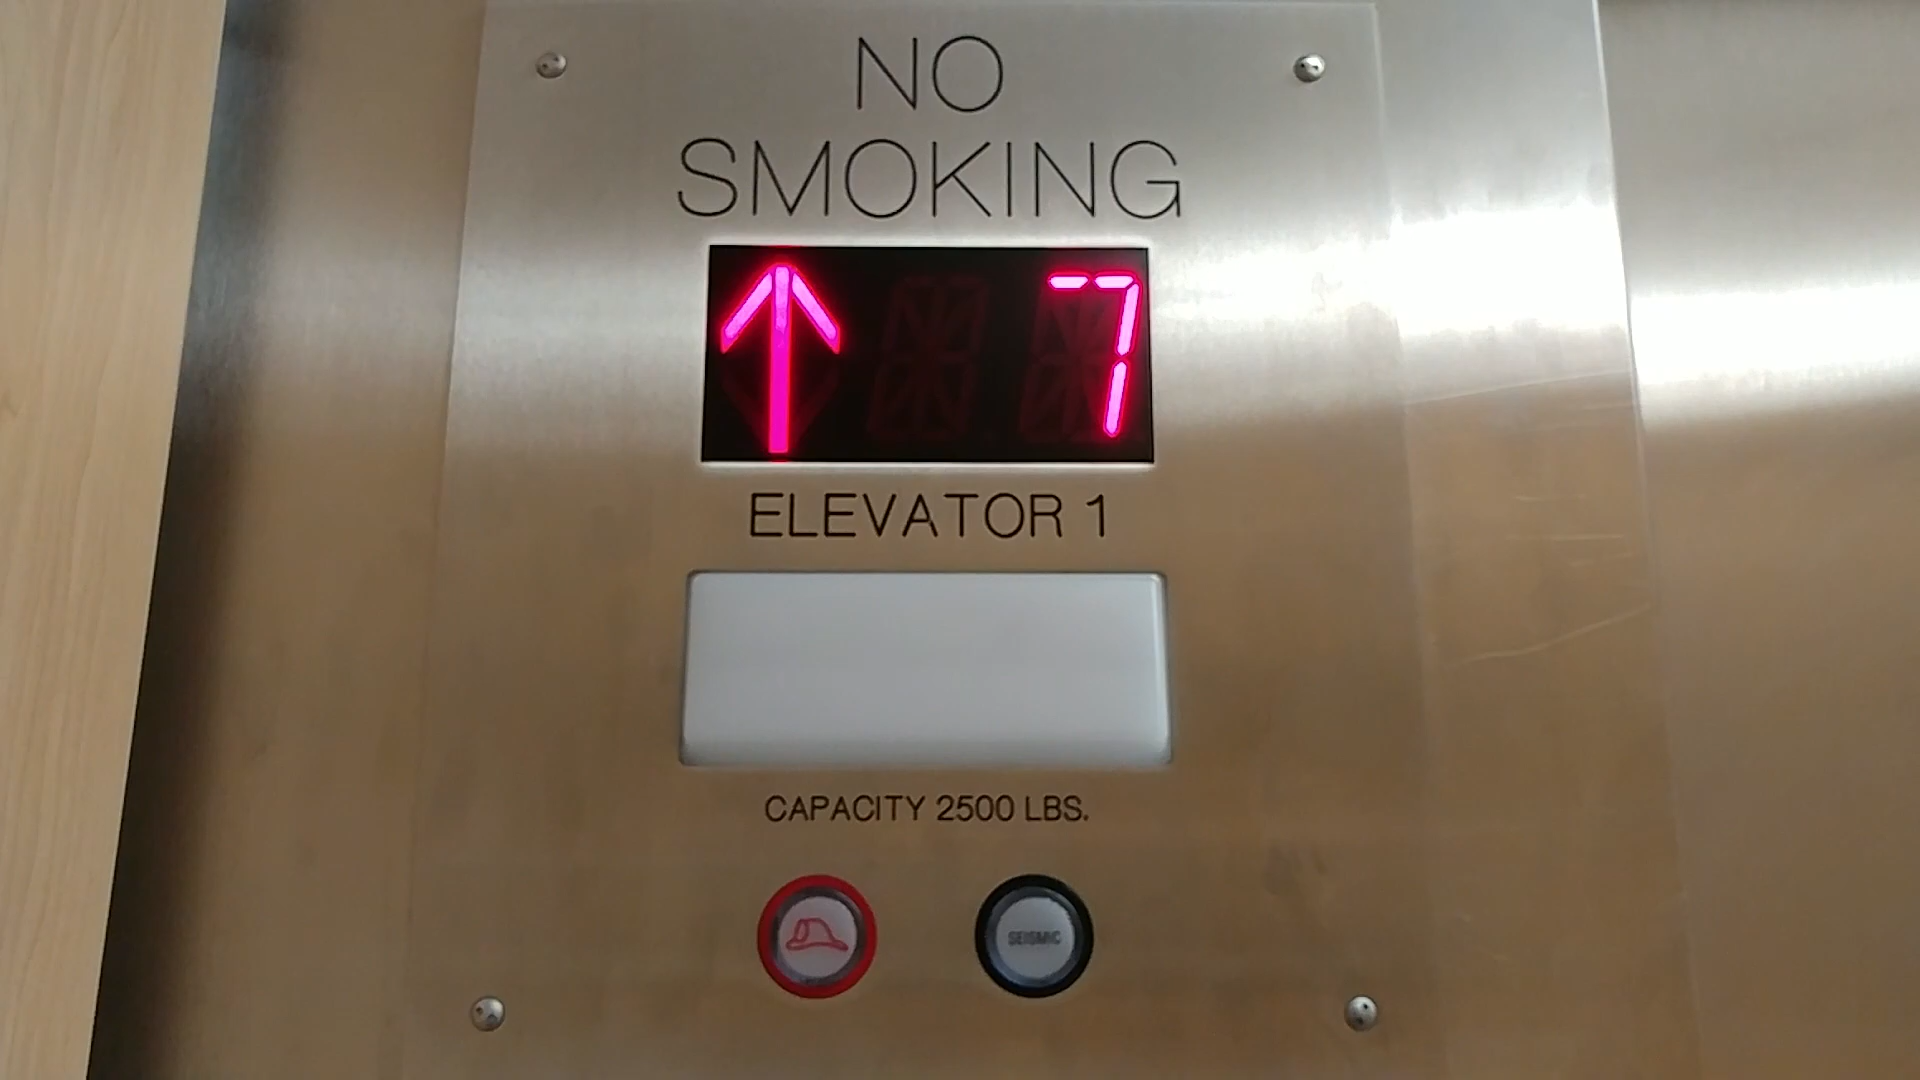 NO
SMOKING
7
ELEVATOR 1
CAPACITY 2500 LBS.
SEISMIC